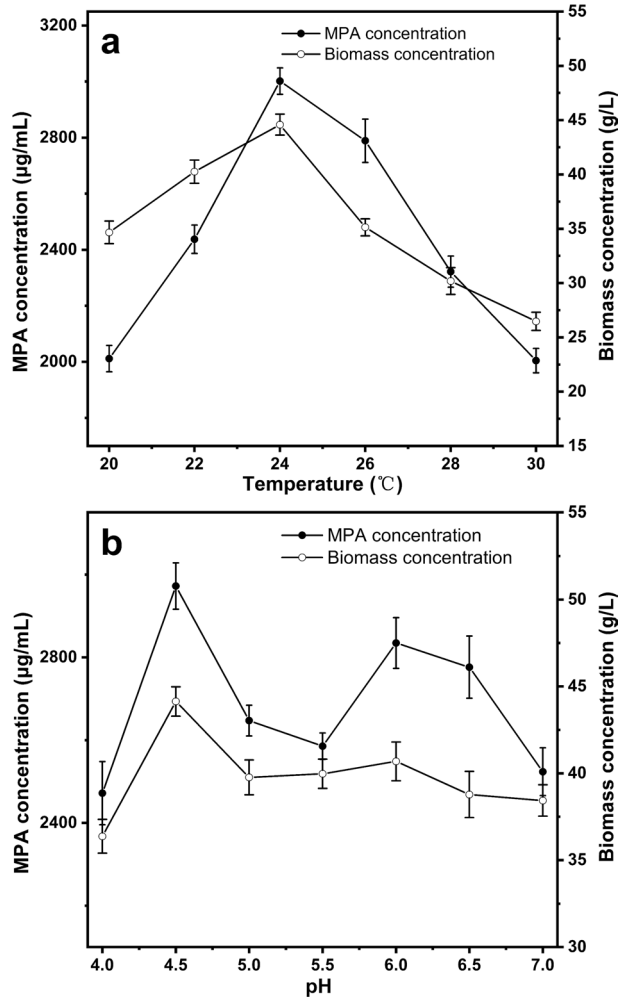 a
MPA concentration
Biomass concentration
3200
2800
2400
2000
MPA concentration (μg/mL)
55
50
45
40
35
30
25
20
15
Biomass concentration (g/L)
20 22 24 26 28 30
Temperature (℃)
b
MPA concentration
Biomass concentration
2800
2400
MPA concentration (μg/mL)
55
50
45
40
35
30
Biomass concentration (g/L)
4.0 4.5 5.0 5.5 6.0 6.5 7.0
pH